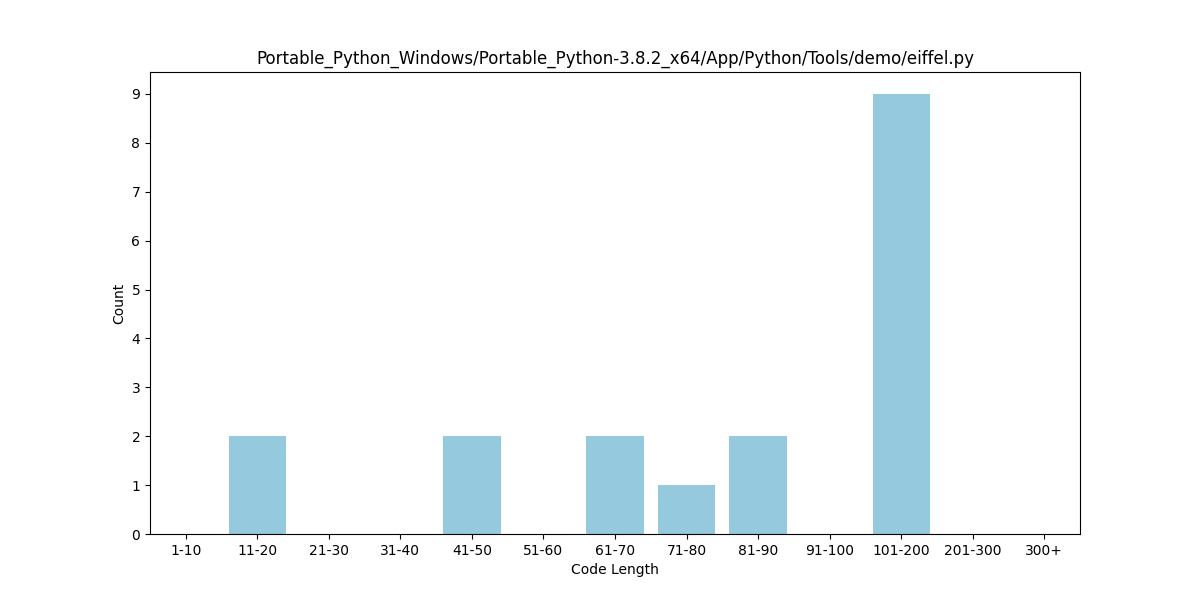 Portable_Python_Windows/Portable_Python-3.8.2_x64/App/Python/Tools/demo/eiffel.py
9
8
7
6
5
4
3
2
1
0
Count
1-10 11-20 21-30 31-40 41-50 51-60 61-70 71-80 81-90 91-100 101-200 201-300 300+
Code Length